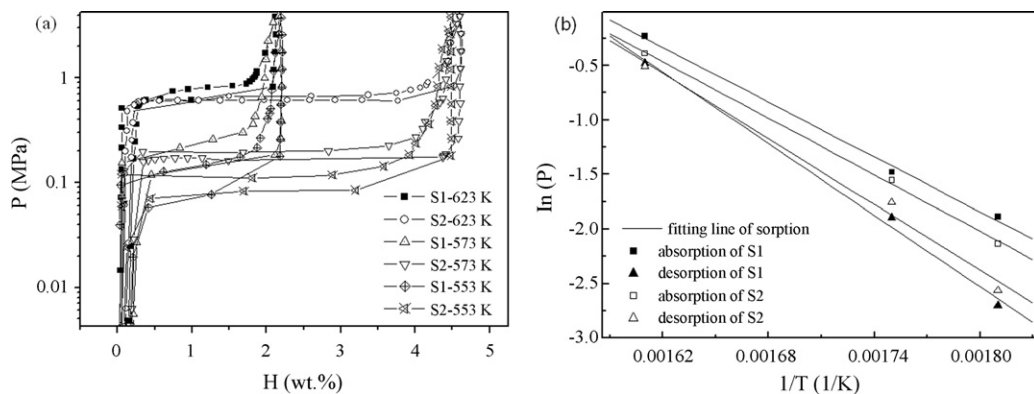 (a)
P (MPa)
1
0.1
0.01
S1-623 K
S2-623 K
S1-573 K
S2-573 K
S1-553 K
S2-553 K
0 1 2 3 4 5
H (wt.%)
(b)
ln (P)
-0.5
-1.0
-1.5
-2.0
-2.5
-3.0
fitting line of sorption
absorption of S1
desorption of S1
absorption of S2
desorption of S2
0.00162 0.00168 0.00174 0.00180
1/T (1/K)